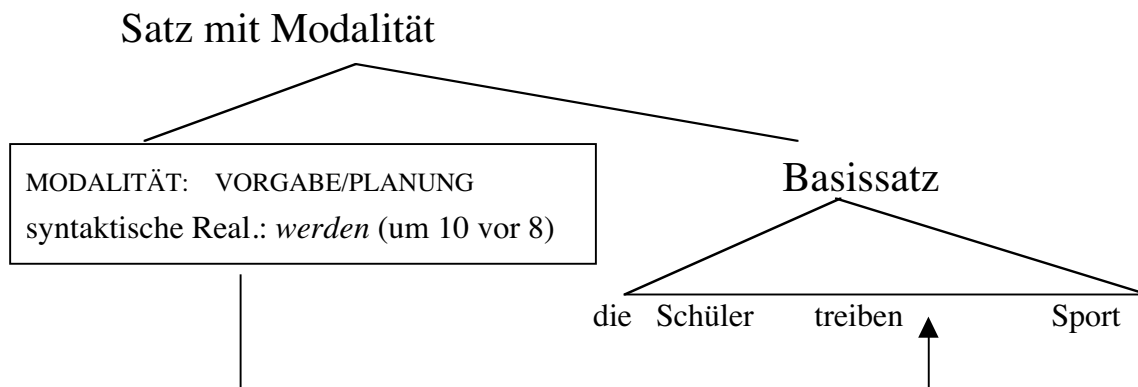 Satz mit Modalität
MODALITÄT: VORGABE/PLANUNG
syntaktische Real.: werden (um 10 vor 8)
Basissatz
die Schüler treiben Sport